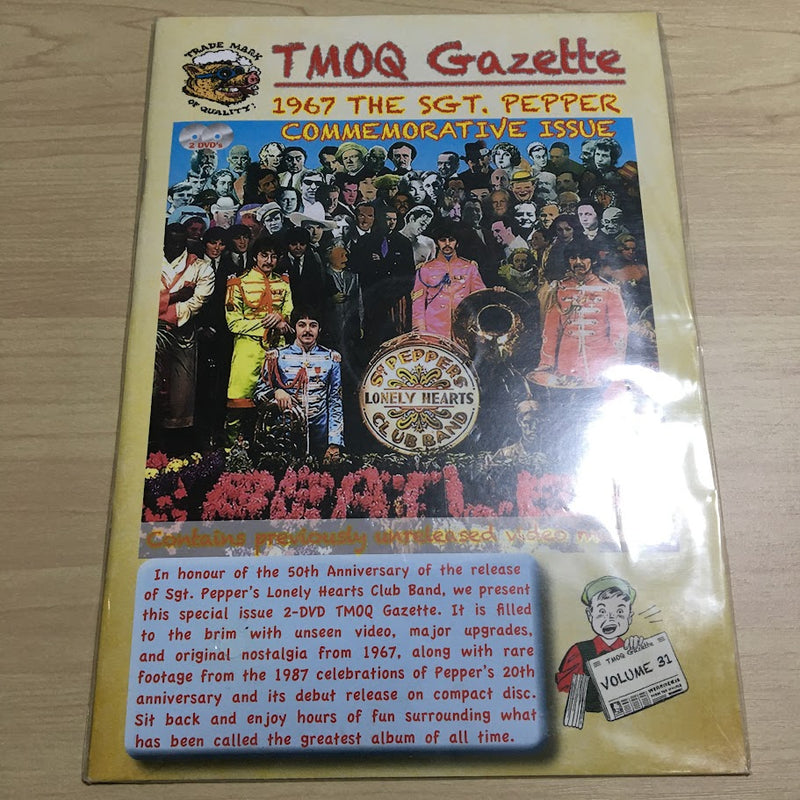 TRADE MARK
OF QUALITY!
TMOQ Gazette
1967 THE SGT. PEPPER
COMMEMORATIVE ISSUE
2 DVD's
SGT PEPPERS
LONELY HEARTS
CLUB BAND
BEATLES
Contains previously unreleased video
In honour of the 50th Anniversary of the release
of Sgt. Pepper's Lonely Hearts Club Band, we present
this special issue 2-DVD TMOQ Gazette. It is filled
to the brim with unseen video, major upgrades,
and original nostalgia from 1967, along with rare
footage from the 1987 celebrations of Pepper's 20th
anniversary and its debut release on compact disc.
Sit back and enjoy hours of fun surrounding what
has been called the greatest album of all time.
TMOQ Gazette
VOLUME 31